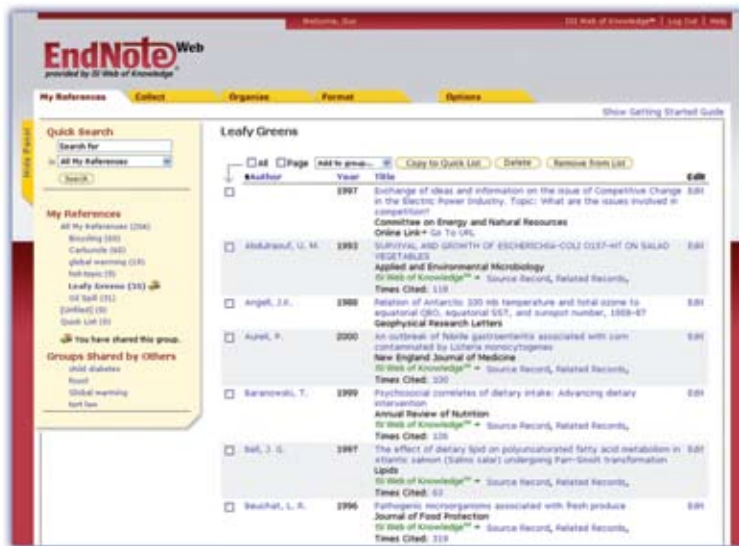 Welcome, Sue
ISI Web of Knowledge℠ | Log Out | Help
EndNote Web
provided by ISI Web of Knowledge
My References
Collect
Organize
Format
Options
Show Getting Started Guide
Hide Panel
Quick Search
Search for
in All My References
Search
My References
All My References (256)
Bicycling (60)
global warming (19)
hot-topic (5)
Leafy Greens (55)
Oil Spill (31)
[Unfiled] (0)
Quick List (0)
You have shared this group.
Groups Shared by Others
child diabetes
Global warming
tort law
Leafy Greens
All Page Add to group... Copy to Quick List Delete Remove from List
Author Year Title Edit
1997 Exchange of ideas and information on the issue of Competitive Change Edit
in the Electric Power Industry. Topic: What are the issues involved in
competition?
Committee on Energy and Natural Resources
Online Link→ Go To URL
Abdulraouf, U. M. 1993 SURVIVAL AND GROWTH OF ESCHERICHIA-COLI O157-H7 ON SALAD Edit
VEGETABLES
Applied and Environmental Microbiology
ISI Web of Knowledge℠ → Source Record, Related Records,
Times Cited: 118
Angell, J.K. 1988 Relation of Antarctic 100 mb temperature and total ozone to Edit
equatorial QBO, equatorial SST, and sunspot number, 1958-87
Geophysical Research Letters
Aureli, P. 2000 An outbreak of febrile gastroenteritis associated with corn Edit
contaminated by Listeria monocytogenes
New England Journal of Medicine
ISI Web of Knowledge℠ → Source Record, Related Records,
Times Cited: 100
Baranowski, T. 1999 Psychosocial correlates of dietary intake: Advancing dietary Edit
intervention
Annual Review of Nutrition
ISI Web of Knowledge℠ → Source Record, Related Records,
Times Cited: 106
Bell, J. G. 1997 The effect of dietary lipid on polyunsaturated fatty acid metabolism in Edit
Atlantic salmon (Salmo salar) undergoing Parr-Smolt transformation
Lipids
ISI Web of Knowledge℠ → Source Record, Related Records,
Times Cited: 63
Beuchat, L. R. 1996 Pathogenic microorganisms associated with fresh produce Edit
Journal of Food Protection
ISI Web of Knowledge℠ → Source Record, Related Records,
Times Cited: 319